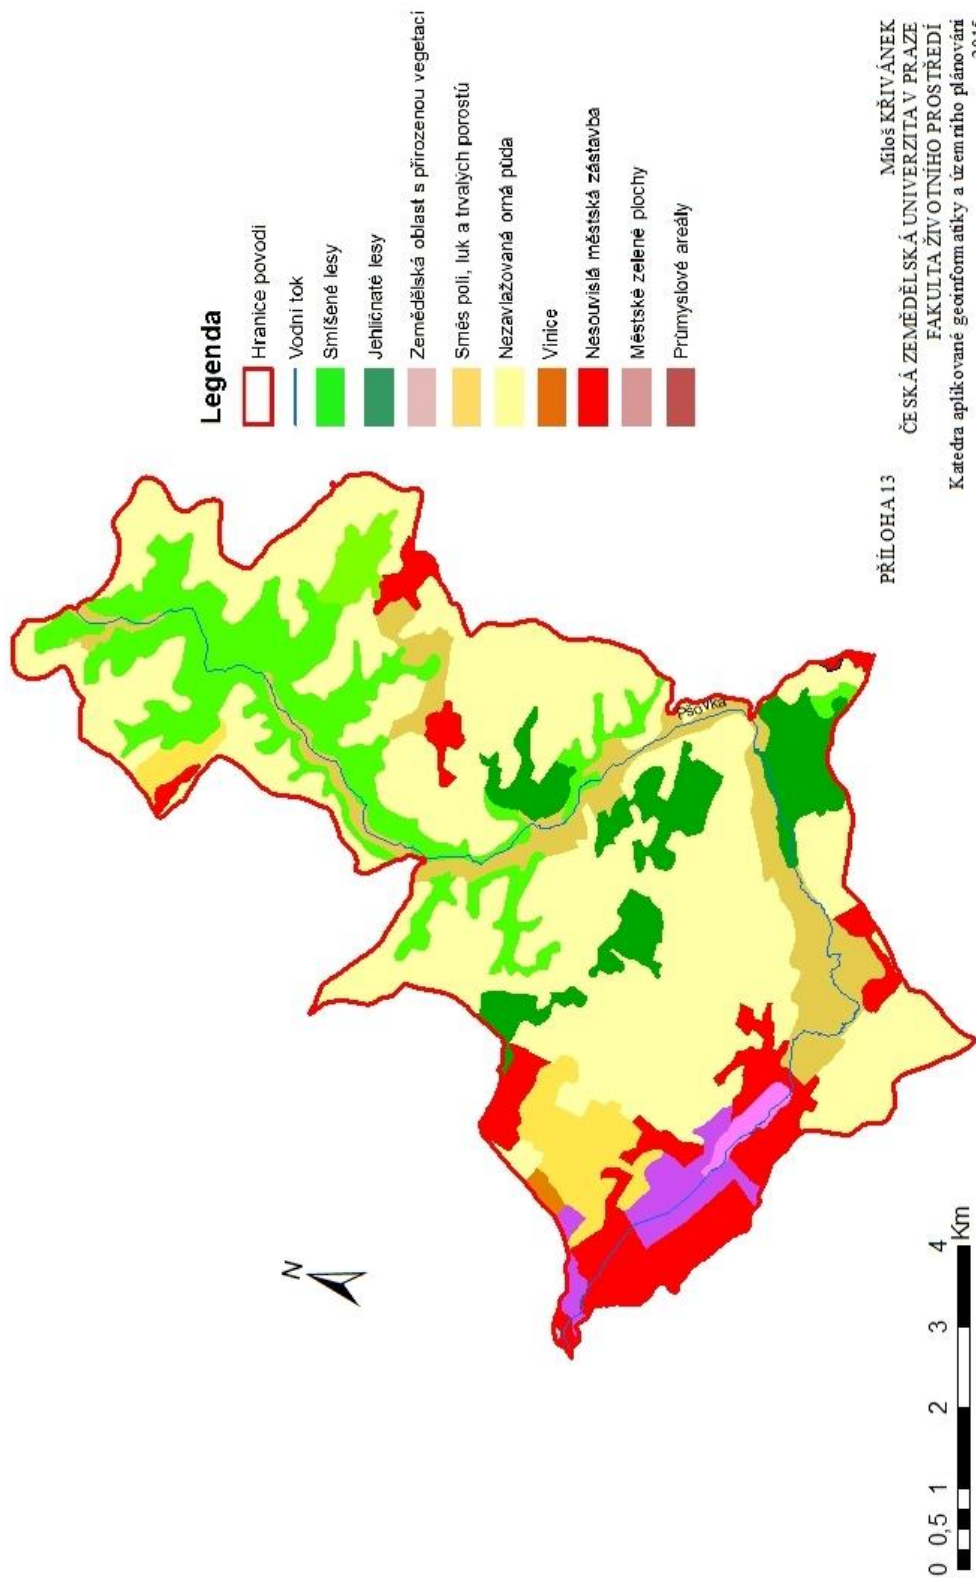 Legenda
Hranice povodí
Vodní tok
Smíšené lesy
Jehličnaté lesy
Zemědělská oblast s přirozenou vegetací
Směs polí, luk a trvalých porostů
Nezavlažovaná orná půda
Vinice
Nesouvislá městská zástavba
Městské zelené plochy
Průmyslové areály
Pšovka
N
0 0,5 1 2 3 4
Km
PŘÍLOHA 13
Miloš KŘIVÁNEK
ČESKÁ ZEMĚDĚLSKÁ UNIVERZITA V PRAZE
FAKULTA ŽIVOTNÍHO PROSTŘEDÍ
Katedra aplikované geoinformatiky a územního plánování